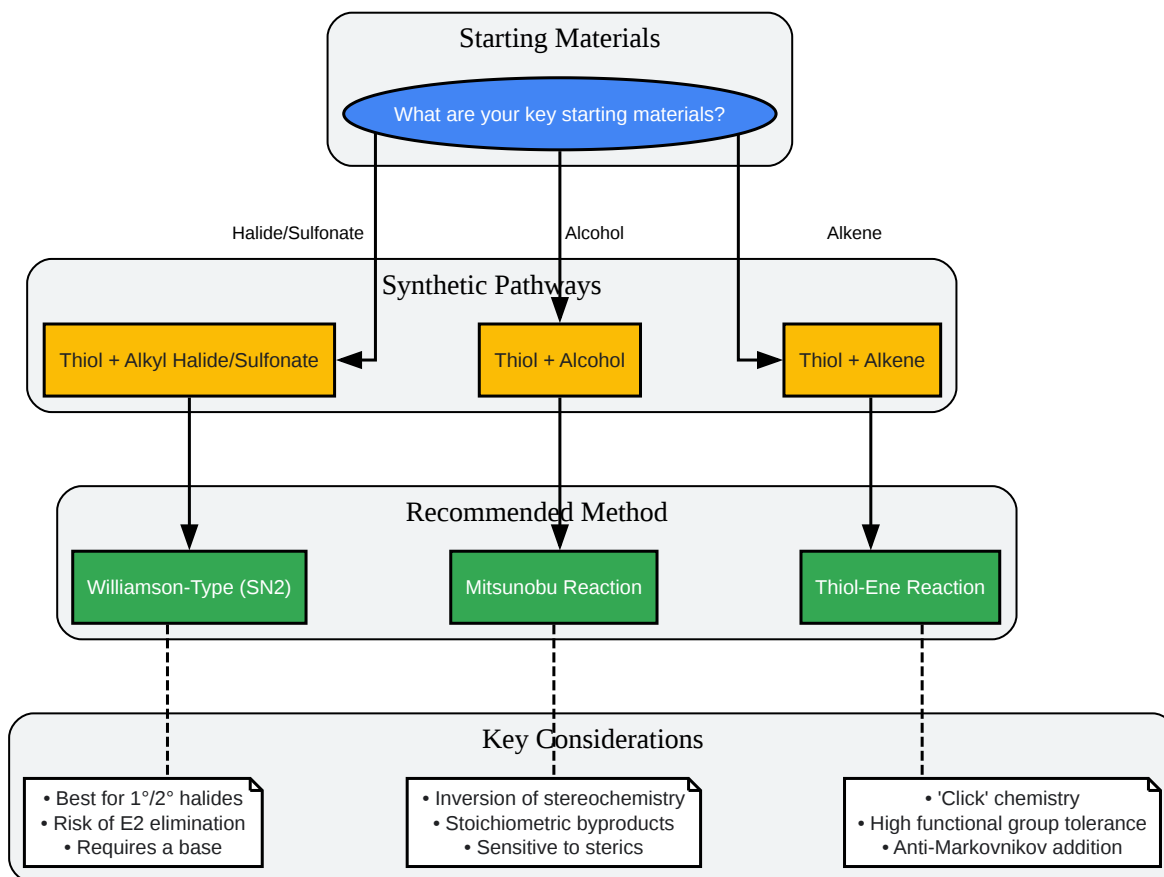 Starting Materials
What are your key starting materials?
Halide/Sulfonate
Alcohol
Alkene
Synthetic Pathways
Thiol + Alkyl Halide/Sulfonate
Thiol + Alcohol
Thiol + Alkene
Recommended Method
Williamson-Type (SN2)
Mitsunobu Reaction
Thiol-Ene Reaction
Key Considerations
• Best for 1°/2° halides
• Risk of E2 elimination
• Requires a base
• Inversion of stereochemistry
• Stoichiometric byproducts
• Sensitive to sterics
• 'Click' chemistry
• High functional group tolerance
• Anti-Markovnikov addition